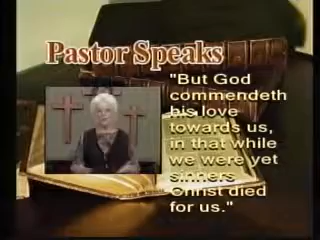 Pastor Speaks
"But God
commendeth
his love
towards us,
in that while
we were yet
sinners
Christ died
for us."